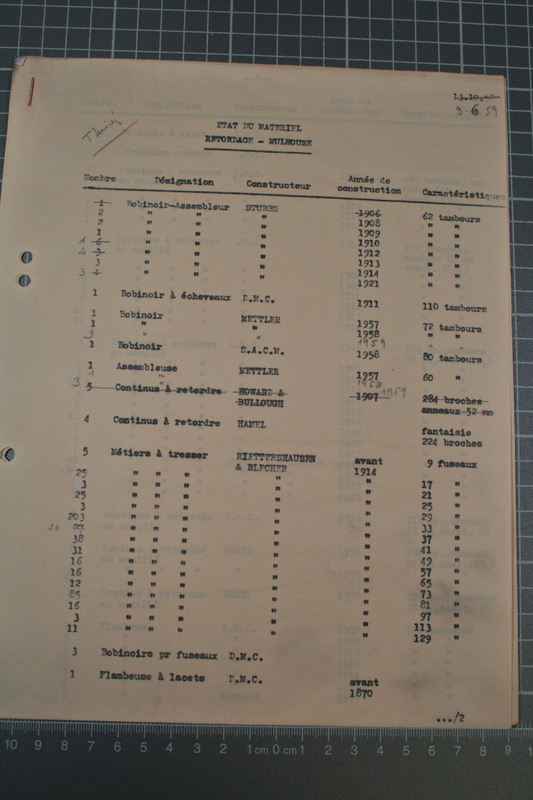 13.10.
3-6 59
ETAT DU MATERIEL
RETORDAGE - MULHOUSE
Nombre Désignation Constructeur Année de construction Caractéristiques
1 Bobinoir-Assembleur STUBBS 1906 62 tambours
2 " " " 1908 " "
2 " " " 1909 " "
1 " " " 1910 " "
1 6 " " " 1912 " "
2 3 " " " 1913 " "
3 " " " 1914 " "
3 4 " " " 1921 " "
1 Bobinoir à écheveaux D.M.C. 1911 110 tambours
1 Bobinoir METTLER 1957 72 tambours
1 " " 1958 " "
3 1959
1 Bobinoir S.A.C.M. 1958 80 tambours
1 Assembleuse METTLER 1957 60 "
1 " 1958
3 1959
5 Continus à retordre HOWARD & BULLOUGH 1907 284 broches
anneaux 52 mm
4 Continus à retordre HAMEL fantaisie
224 broches
5 Métiers à tresser RIETTERSHAUSEN & BLECHER avant 1914 9 fuseaux
25 " " " " " 17 "
3 " " " " " 21 "
25 " " " " " 25 "
3 " " " " " 29 "
203 " " " " " 33 "
" " " " " 37 "
38 " " " " " 41 "
31 " " " " " 49 "
16 " " " " " 57 "
16 " " " " " 65 "
12 " " " " " 73 "
85 " " " " " 81 "
16 " " " " " 97 "
3 " " " " " 113 "
11 " " " " " 129 "
3 Bobinoirs pr fuseaux D.M.C.
1 Flambeuse à lacets D.M.C. avant 1870
.../2
10 9 8 7 6 5 4 3 2 1 cm 0 cm 1 2 3 4 5 6 7 8 9